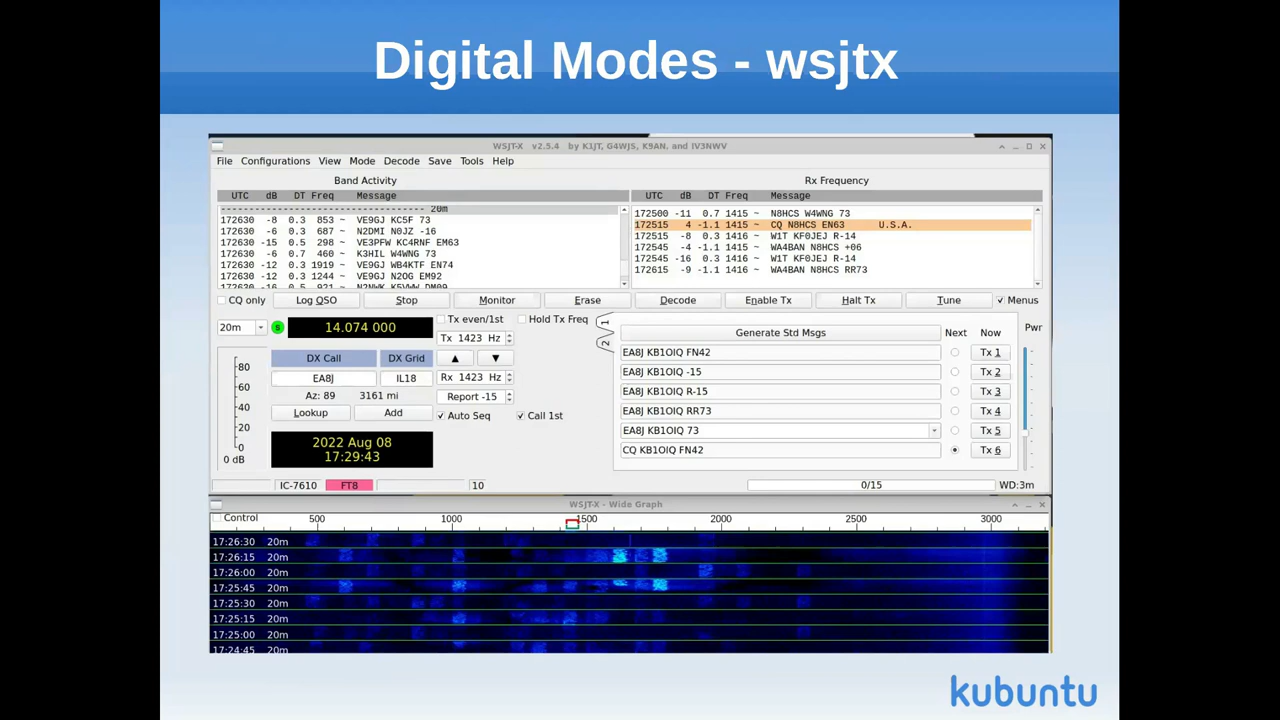 Digital Modes - wsjtx
WSJT-X v2.5.4 by K1JT, G4WJS, K9AN, and IV3NWV
File Configurations View Mode Decode Save Tools Help
Band Activity
UTC dB DT Freq Message
20m
172630 -8 0.3 853 ~ VE9GJ KC5F 73
172630 -6 0.3 687 ~ N2DMI N0JZ -16
172630 -15 0.5 298 ~ VE3PFW KC4RNF EM63
172630 -6 0.7 460 ~ K3HIL W4WNG 73
172630 -12 0.3 1919 ~ VE9GJ WB4KTF EN74
172630 -12 0.3 1244 ~ VE9GJ N2OG EM92
172630 -16 0.5 921 ~ N2NWK K5VWW DM09
Rx Frequency
UTC dB DT Freq Message
172500 -11 0.7 1415 ~ N8HCS W4WNG 73
172515 4 -1.1 1415 ~ CQ N8HCS EN63 U.S.A.
172515 -8 0.3 1416 ~ W1T KF0JEJ R-14
172545 -4 -1.1 1415 ~ WA4BAN N8HCS +06
172545 -16 0.3 1416 ~ W1T KF0JEJ R-14
172615 -9 -1.1 1416 ~ WA4BAN N8HCS RR73
CQ only Log QSO Stop Monitor Erase Decode Enable Tx Halt Tx Tune Menus
20m S 14.074 000
Tx even/1st Hold Tx Freq
Tx 1423 Hz
DX Call DX Grid
EA8J IL18
Rx 1423 Hz
Az: 89 3161 mi
Report -15
Lookup Add
Auto Seq Call 1st
80
60
40
20
0
0 dB
2022 Aug 08
17:29:43
1
2
Generate Std Msgs Next Now Pwr
EA8J KB1OIQ FN42 Tx 1
EA8J KB1OIQ -15 Tx 2
EA8J KB1OIQ R-15 Tx 3
EA8J KB1OIQ RR73 Tx 4
EA8J KB1OIQ 73 Tx 5
CQ KB1OIQ FN42 Tx 6
IC-7610 FT8 10 0/15 WD:3m
WSJT-X - Wide Graph
Control 500 1000 1500 2000 2500 3000
17:26:30 20m
17:26:15 20m
17:26:00 20m
17:25:45 20m
17:25:30 20m
17:25:15 20m
17:25:00 20m
17:24:45 20m
kubuntu